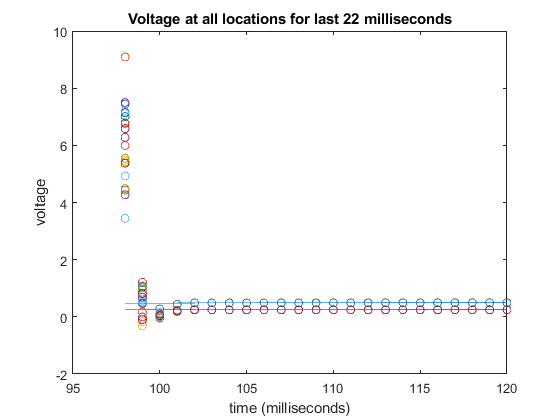 Voltage at all locations for last 22 milliseconds
10
8
6
4
2
0
-2
voltage
95 100 105 110 115 120
time (milliseconds)